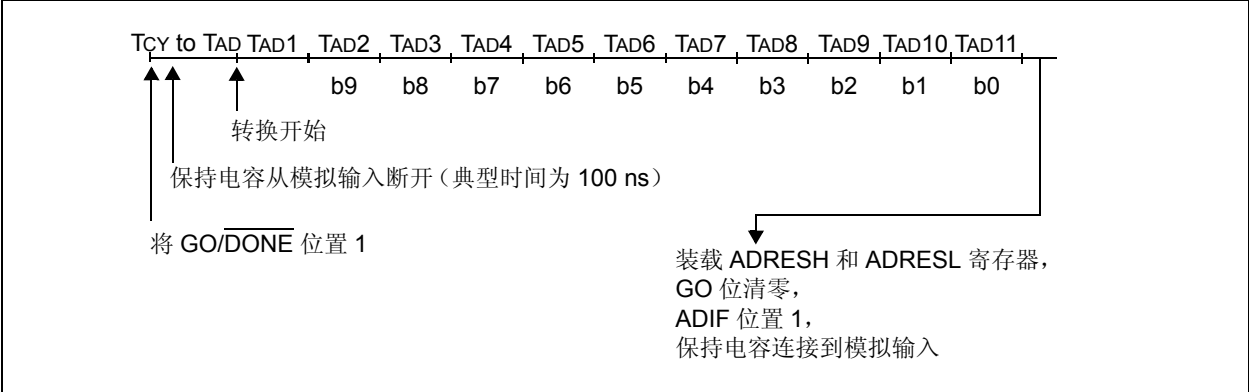 TCY to TAD TAD1 TAD2 TAD3 TAD4 TAD5 TAD6 TAD7 TAD8 TAD9 TAD10 TAD11
b9 b8 b7 b6 b5 b4 b3 b2 b1 b0
转换开始
保持电容从模拟输入断开（典型时间为 100 ns）
将 GO/DONE 位置 1
装载 ADRESH 和 ADRESL 寄存器，
GO 位清零，
ADIF 位置 1，
保持电容连接到模拟输入